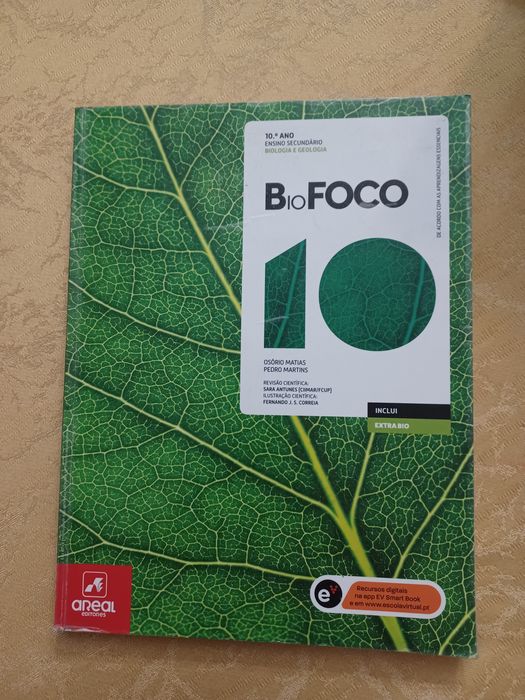 10.º ANO
ENSINO SECUNDÁRIO
BIOLOGIA E GEOLOGIA
BIOFOCO
10
OSÓRIO MATIAS
PEDRO MARTINS
REVISÃO CIENTÍFICA:
SARA ANTUNES [CIIMAR/FCUP]
ILUSTRAÇÃO CIENTÍFICA:
FERNANDO J. S. CORREIA
DE ACORDO COM AS APRENDIZAGENS ESSENCIAIS
INCLUI
EXTRA BIO
AREAL
EDITORES
e
Recursos digitais
na app EV Smart Book
e em www.escolavirtual.pt